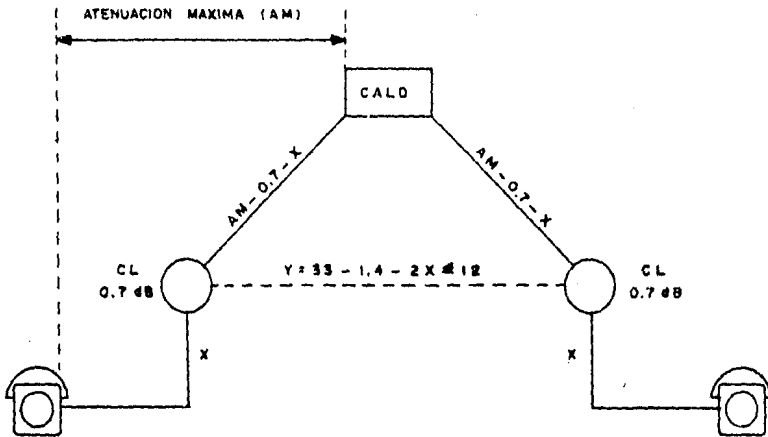 ATENUACION MAXIMA (AM)
CALD
AM-0.7-X
AM-0.7-X
CL
0.7 dB
Y=33-1.4-2X 12
CL
0.7 dB
X
X